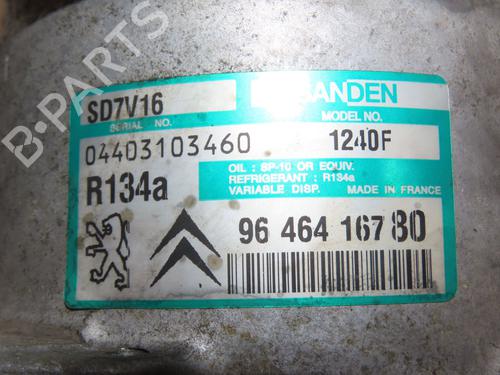 SD7V16
SANDEN
SERIAL NO.
MODEL NO.
04403103460
1240F
R134a
OIL : SP-10 OR EQUIV.
REFRIGERANT : R134a
VARIABLE DISP. MADE IN FRANCE
96 464 167 80
B-PARTS